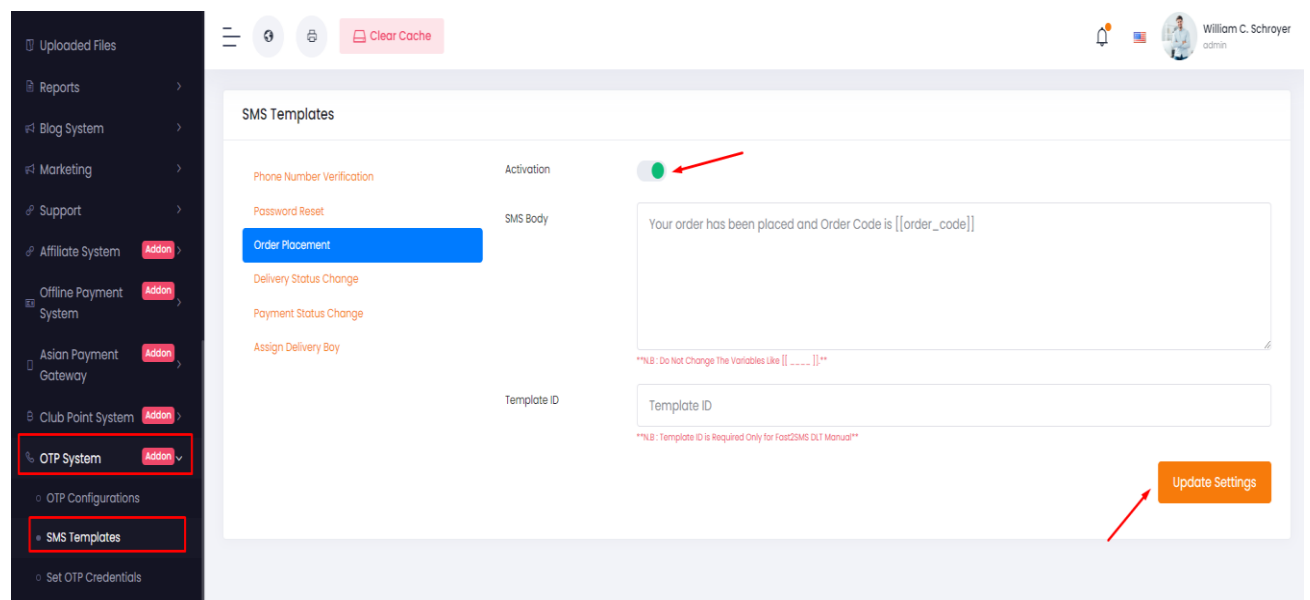 Uploaded Files
Reports
Blog System
Marketing
Support
Affiliate System Addon
Offline Payment System Addon
Asian Payment Gateway Addon
Club Point System Addon
OTP System Addon
OTP Configurations
SMS Templates
Set OTP Credentials
Clear Cache
William C. Schroyer
admin
SMS Templates
Phone Number Verification
Password Reset
Order Placement
Delivery Status Change
Payment Status Change
Assign Delivery Boy
Activation
SMS Body
Your order has been placed and Order Code is [[order_code]]
**N.B : Do Not Change The Variables Like [[ ____ ]].**
Template ID
Template ID
**N.B : Template ID is Required Only for Fast2SMS DLT Manual**
Update Settings